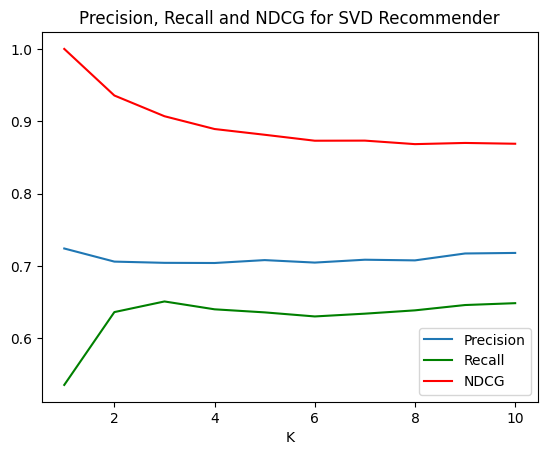 Precision, Recall and NDCG for SVD Recommender
1.0
0.9
0.8
0.7
0.6
Precision
Recall
NDCG
2 4 6 8 10
K